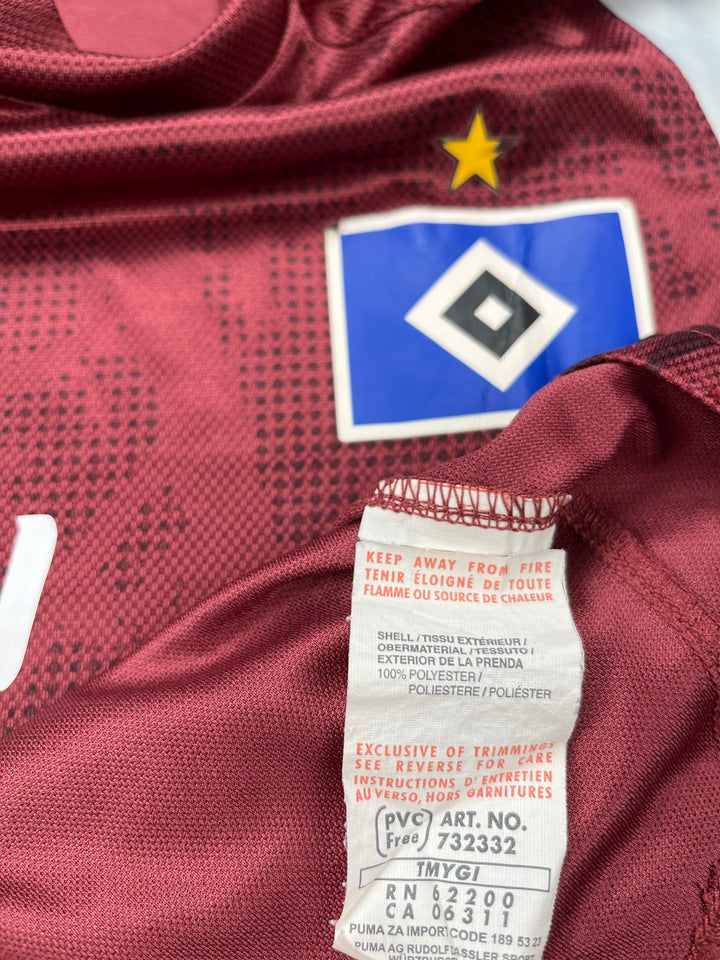 KEEP AWAY FROM FIRE
TENIR ÉLOIGNÉ DE TOUTE
FLAMME OU SOURCE DE CHALEUR
SHELL / TISSU EXTÉRIEUR /
OBERMATERIAL / TESSUTO /
EXTERIOR DE LA PRENDA
100% POLYESTER /
POLIESTERE / POLIÉSTER
EXCLUSIVE OF TRIMMINGS
SEE REVERSE FOR CARE
INSTRUCTIONS D'ENTRETIEN
AU VERSO, HORS GARNITURES
(PVC Free) ART. NO.
732332
TMYGI
RN 62200
CA 06311
PUMA ZA IMPORT CODE 189 53 23
PUMA AG RUDOLF DASSLER SPORT